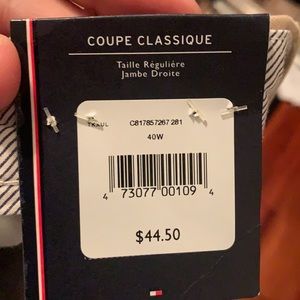 COUPE CLASSIQUE
Taille Régulière
Jambe Droite
C817857267 281
40W
4 73077 00109 4
$44.50